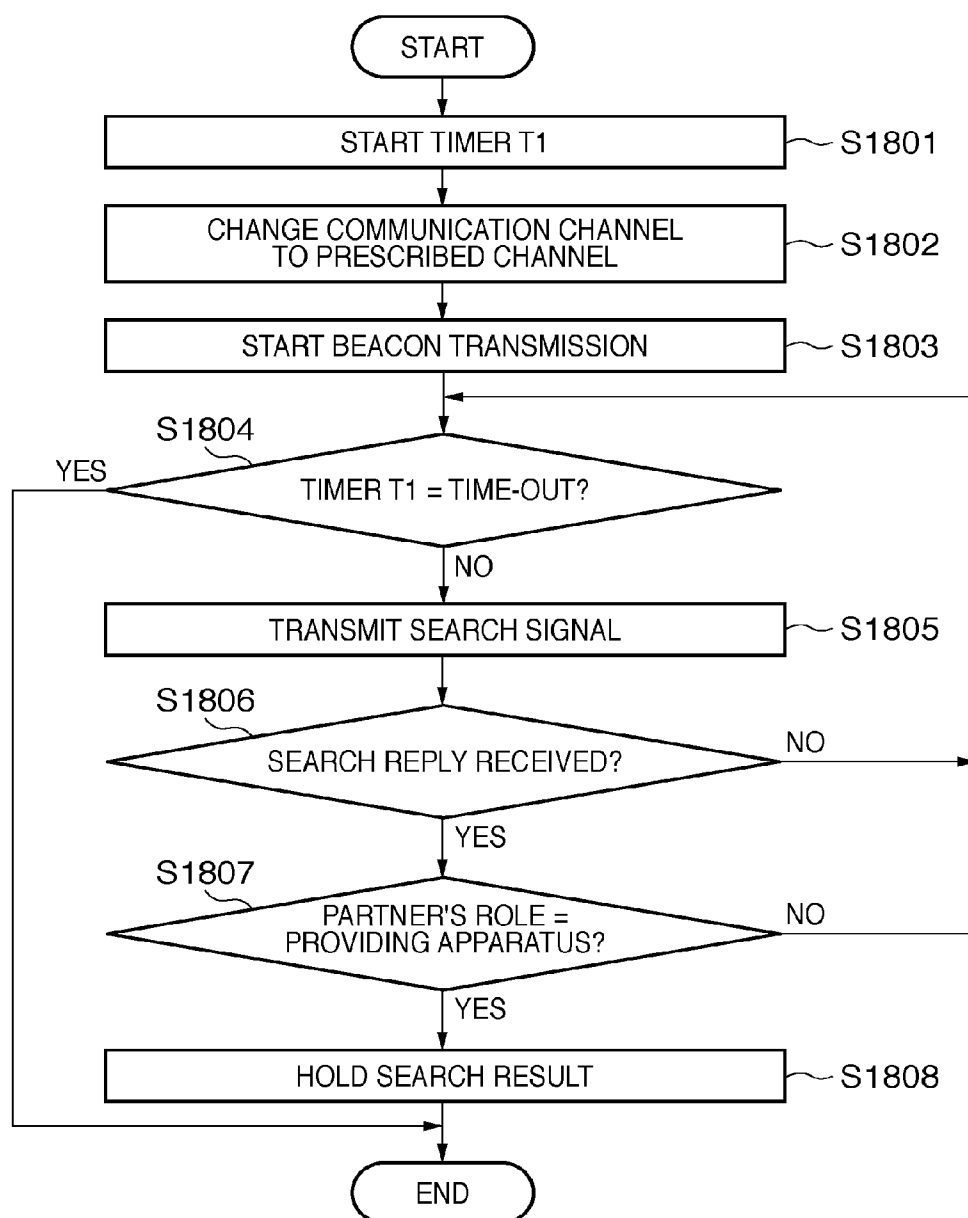 START
START TIMER T1
S1801
CHANGE COMMUNICATION CHANNEL
TO PRESCRIBED CHANNEL
S1802
START BEACON TRANSMISSION
S1803
S1804
YES
TIMER T1 = TIME-OUT?
NO
TRANSMIT SEARCH SIGNAL
S1805
S1806
SEARCH REPLY RECEIVED?
NO
YES
S1807
PARTNER'S ROLE =
PROVIDING APPARATUS?
NO
YES
HOLD SEARCH RESULT
S1808
END